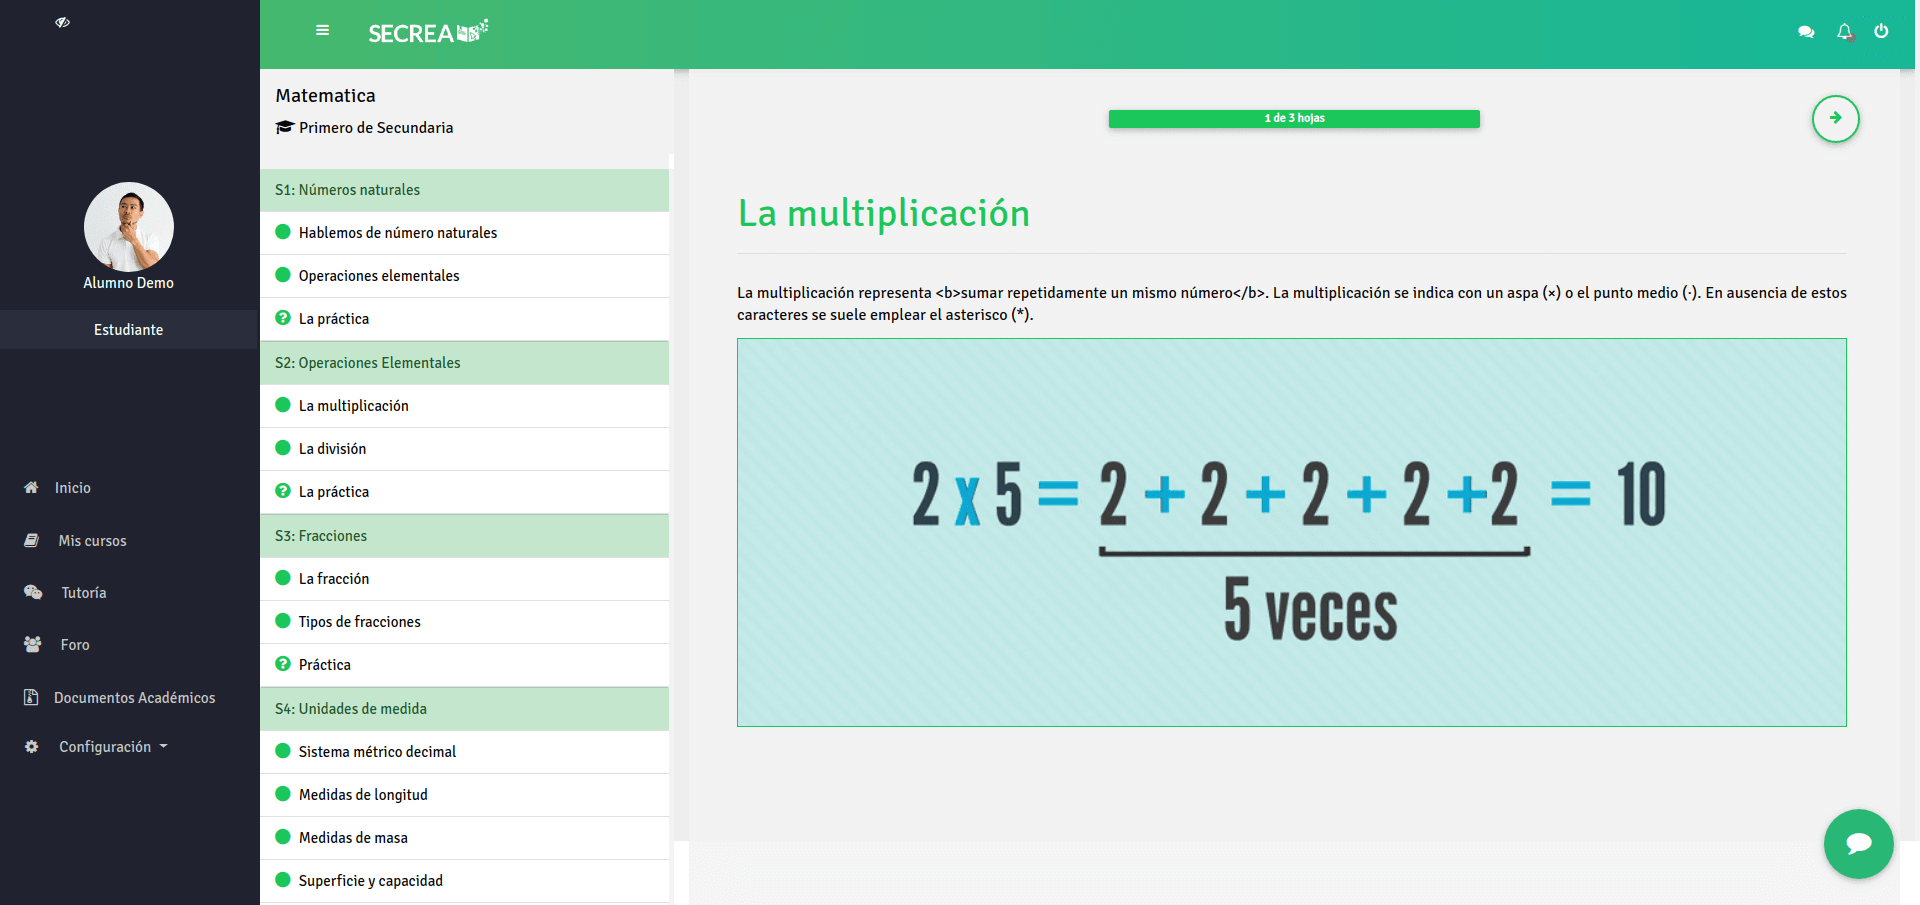 SECREA
Alumno Demo
Estudiante
Inicio
Mis cursos
Tutoría
Foro
Documentos Académicos
Configuración
Matematica
Primero de Secundaria
S1: Números naturales
Hablemos de número naturales
Operaciones elementales
La práctica
S2: Operaciones Elementales
La multiplicación
La división
La práctica
S3: Fracciones
La fracción
Tipos de fracciones
Práctica
S4: Unidades de medida
Sistema métrico decimal
Medidas de longitud
Medidas de masa
Superficie y capacidad
1 de 3 hojas
La multiplicación
La multiplicación representa <b>sumar repetidamente un mismo número</b>. La multiplicación se indica con un aspa (×) o el punto medio (·). En ausencia de estos
caracteres se suele emplear el asterisco (*).
2 x 5 = 2 + 2 + 2 + 2 +2 = 10
5 veces